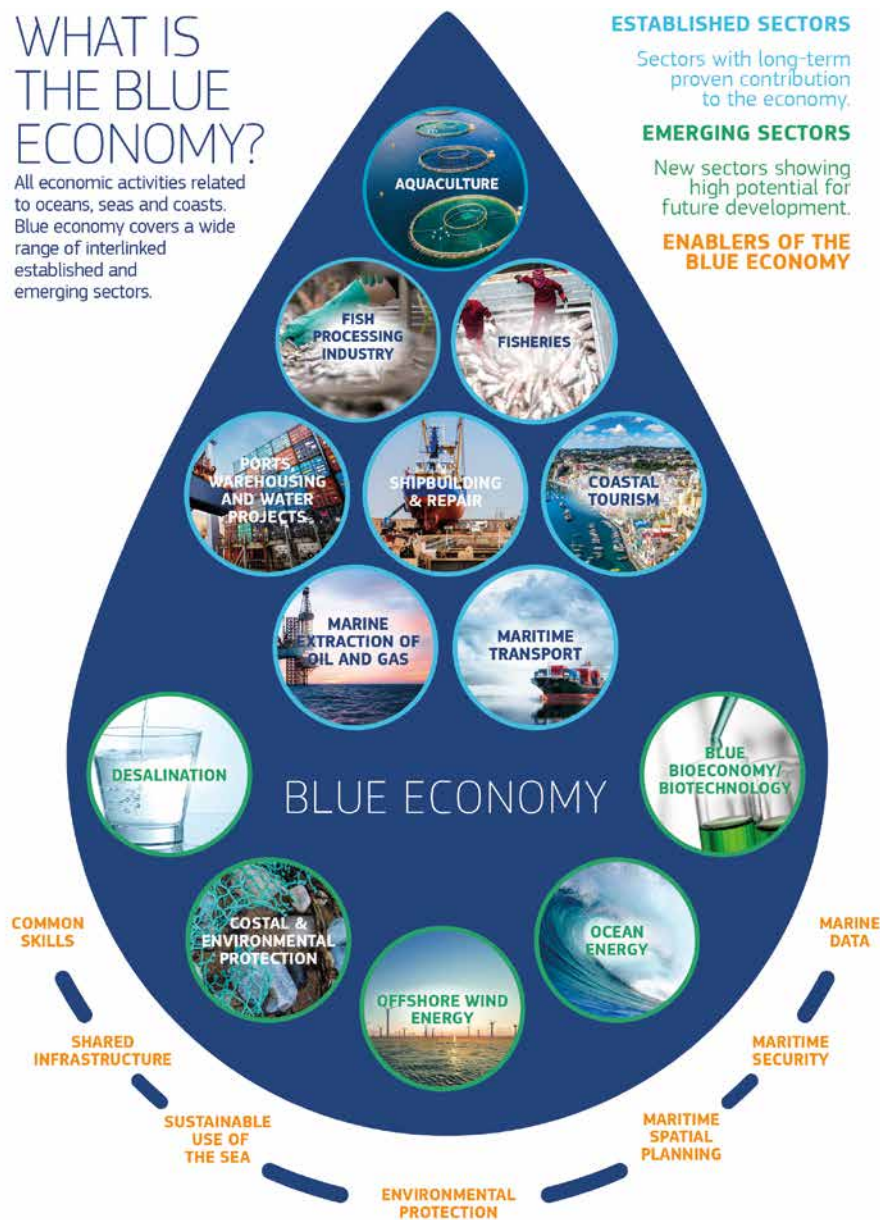 WHAT IS
THE BLUE
ECONOMY?
All economic activities related
to oceans, seas and coasts.
Blue economy covers a wide
range of interlinked
established and
emerging sectors.
ESTABLISHED SECTORS
Sectors with long-term
proven contribution
to the economy.
EMERGING SECTORS
New sectors showing
high potential for
future development.
ENABLERS OF THE
BLUE ECONOMY
AQUACULTURE
FISH
PROCESSING
INDUSTRY
FISHERIES
PORTS,
WAREHOUSING
AND WATER
PROJECTS
SHIPBUILDING
& REPAIR
COASTAL
TOURISM
MARINE
EXTRACTION OF
OIL AND GAS
MARITIME
TRANSPORT
DESALINATION
BLUE ECONOMY
BLUE
BIOECONOMY/
BIOTECHNOLOGY
COSTAL &
ENVIRONMENTAL
PROTECTION
OFFSHORE WIND
ENERGY
OCEAN
ENERGY
COMMON
SKILLS
SHARED
INFRASTRUCTURE
SUSTAINABLE
USE OF
THE SEA
ENVIRONMENTAL
PROTECTION
MARITIME
SPATIAL
PLANNING
MARITIME
SECURITY
MARINE
DATA